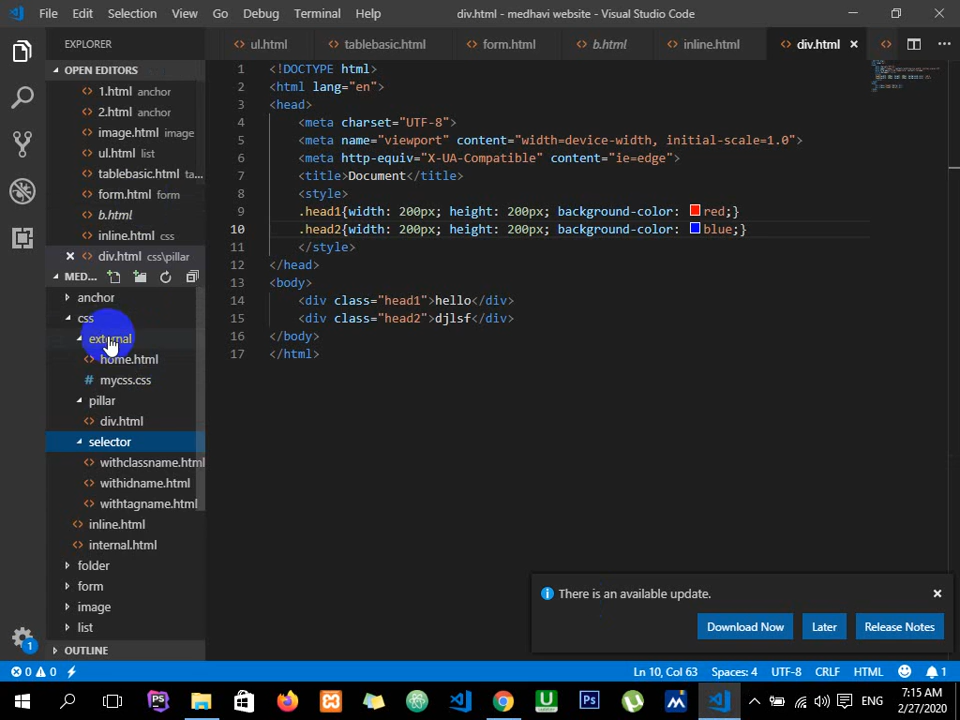 File Edit Selection View Go Debug Terminal Help div.html - medhavi website - Visual Studio Code
EXPLORER
ul.html tablebasic.html form.html b.html inline.html div.html
OPEN EDITORS
1.html anchor
2.html anchor
image.html image
ul.html list
tablebasic.html ta...
form.html form
b.html
inline.html css
div.html css\pillar
MED...
anchor
css
external
home.html
mycss.css
pillar
div.html
selector
withclassname.html
withidname.html
withtagname.html
inline.html
internal.html
folder
form
image
list
OUTLINE
1 <!DOCTYPE html>
2 <html lang="en">
3 <head>
4 <meta charset="UTF-8">
5 <meta name="viewport" content="width=device-width, initial-scale=1.0">
6 <meta http-equiv="X-UA-Compatible" content="ie=edge">
7 <title>Document</title>
8 <style>
9 .head1{width: 200px; height: 200px; background-color: red;}
10 .head2{width: 200px; height: 200px; background-color: blue;}
11 </style>
12 </head>
13 <body>
14 <div class="head1">hello</div>
15 <div class="head2">djlsf</div>
16 </body>
17 </html>
There is an available update.
Download Now Later Release Notes
1
0 0 Ln 10, Col 63 Spaces: 4 UTF-8 CRLF HTML 1
ENG
7:15 AM
2/27/2020